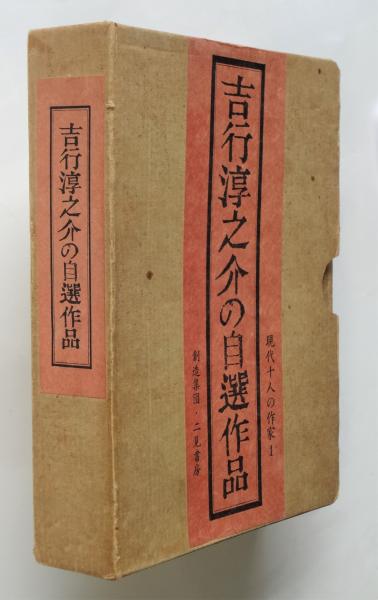 吉行淳之介の自選作品
吉行淳之介の自選作品
現代十人の作家1
創造集団・二見書房